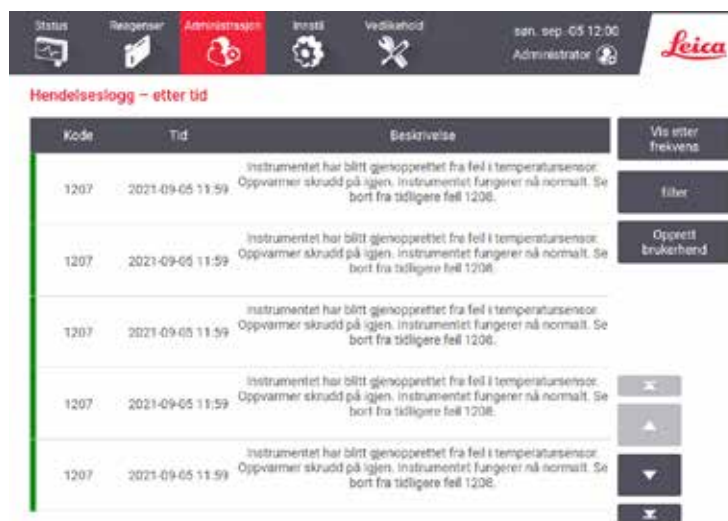 Status
Reagenser
Administrasjon
Innstil
Vedlikehold
søn. sep. 05 12:00
Administrator
Leica
Hendelseslogg – etter tid
Kode
Tid
Beskrivelse
Vis etter
frekvens
filter
Opprett
brukerhend
1207
2021-09-05 11:59
Instrumentet har blitt gjenopprettet fra feil i temperatursensor.
Oppvarmer skrudd på igjen. Instrumentet fungerer nå normalt. Se
bort fra tidligere feil 1208.
1207
2021-09-05 11:59
Instrumentet har blitt gjenopprettet fra feil i temperatursensor.
Oppvarmer skrudd på igjen. Instrumentet fungerer nå normalt. Se
bort fra tidligere feil 1208.
1207
2021-09-05 11:59
Instrumentet har blitt gjenopprettet fra feil i temperatursensor.
Oppvarmer skrudd på igjen. Instrumentet fungerer nå normalt. Se
bort fra tidligere feil 1208.
1207
2021-09-05 11:59
Instrumentet har blitt gjenopprettet fra feil i temperatursensor.
Oppvarmer skrudd på igjen. Instrumentet fungerer nå normalt. Se
bort fra tidligere feil 1208.
1207
2021-09-05 11:59
Instrumentet har blitt gjenopprettet fra feil i temperatursensor.
Oppvarmer skrudd på igjen. Instrumentet fungerer nå normalt. Se
bort fra tidligere feil 1208.